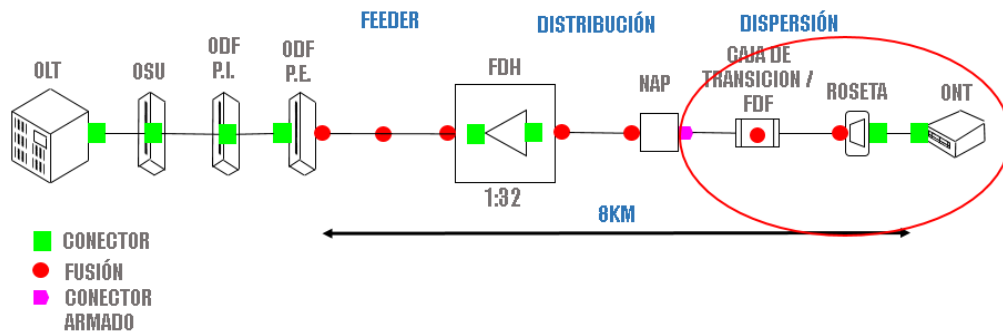 FEEDER
DISTRIBUCIÓN
DISPERSIÓN
OLT
OSU
ODF
P.I.
ODF
P.E.
FDH
NAP
CAJA DE
TRANSICION /
FDF
ROSETA
ONT
1:32
8KM
CONECTOR
FUSIÓN
CONECTOR
ARMADO